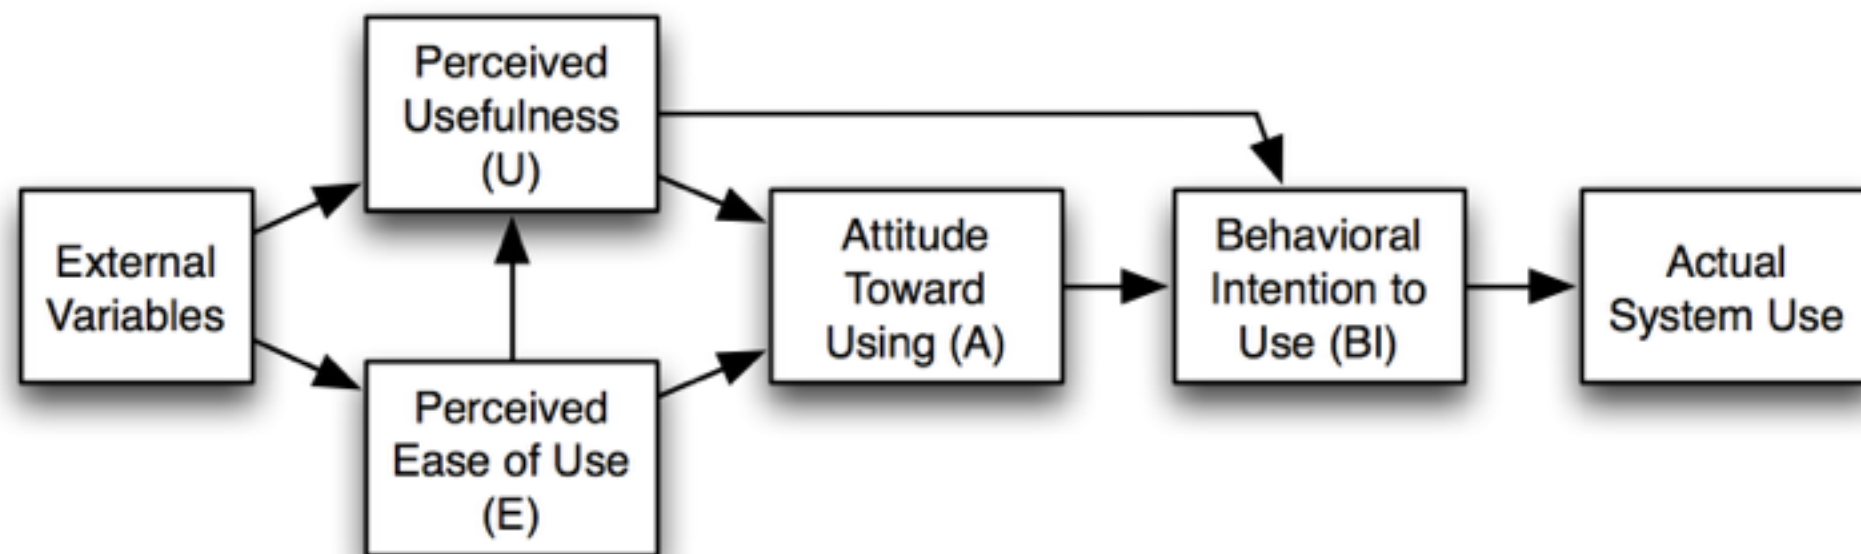 Perceived
Usefulness
(U)
External
Variables
Perceived
Ease of Use
(E)
Attitude
Toward
Using (A)
Behavioral
Intention to
Use (BI)
Actual
System Use